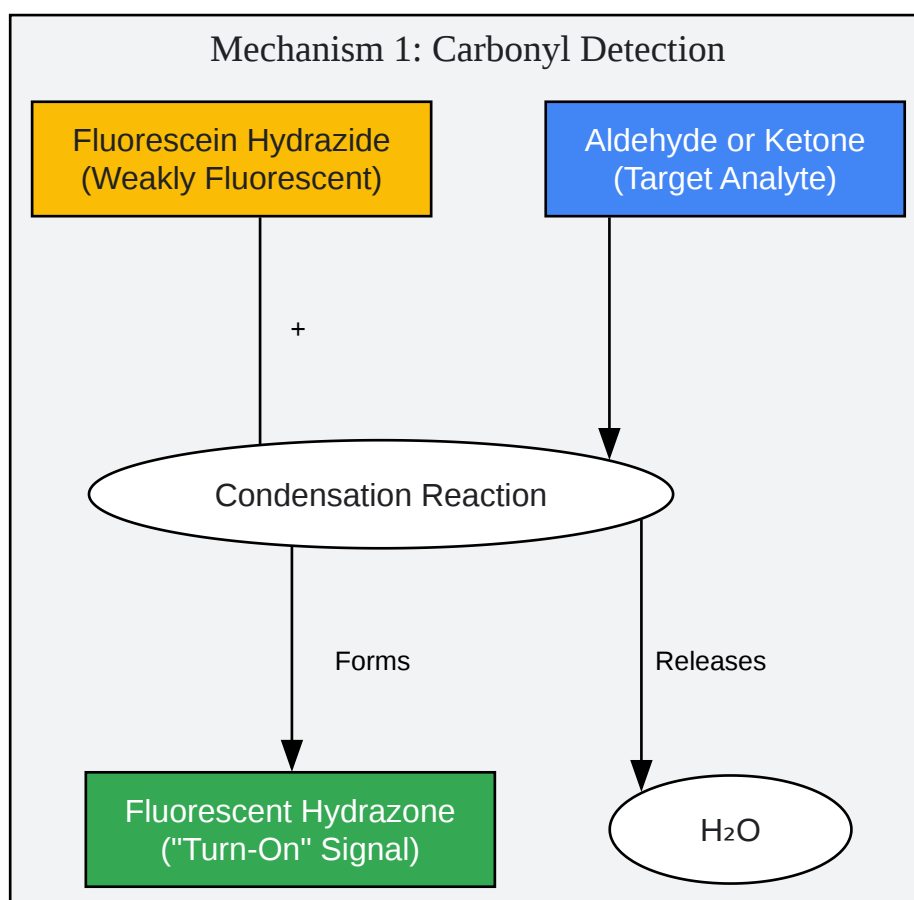 Mechanism 1: Carbonyl Detection
Fluorescein Hydrazide
(Weakly Fluorescent)
Aldehyde or Ketone
(Target Analyte)
+
Condensation Reaction
Forms
Releases
Fluorescent Hydrazone
("Turn-On" Signal)
H₂O